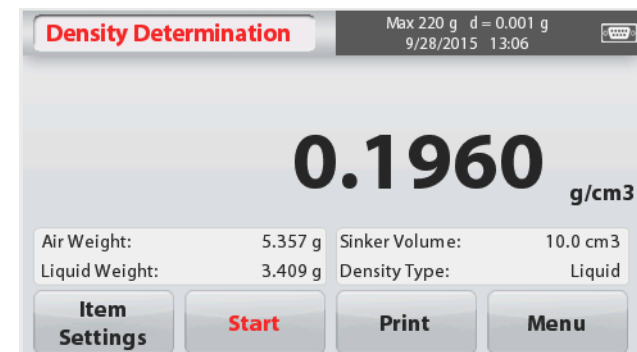 Density Determination
Max 220 g d = 0.001 g
9/28/2015 13:06
0.1960
g/cm3
Air Weight: 5.357 g Sinker Volume: 10.0 cm3
Liquid Weight: 3.409 g Density Type: Liquid
Item
Settings
Start
Print
Menu